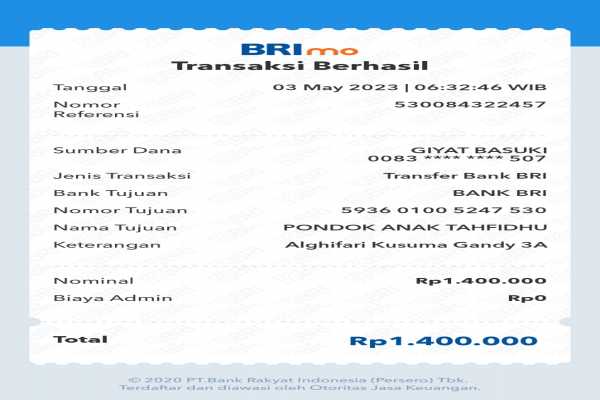 BRImo
Transaksi Berhasil
Tanggal 03 May 2023 | 06:32:46 WIB
Nomor Referensi 530084322457
Sumber Dana GIYAT BASUKI
0083 **** **** 507
Jenis Transaksi Transfer Bank BRI
Bank Tujuan BANK BRI
Nomor Tujuan 5936 0100 5247 530
Nama Tujuan PONDOK ANAK TAHFIDHU
Keterangan Alghifari Kusuma Gandy 3A
Nominal Rp1.400.000
Biaya Admin Rp0
Total Rp1.400.000
© 2020 PT.Bank Rakyat Indonesia (Persero) Tbk.
Terdaftar dan diawasi oleh Otoritas Jasa Keuangan.